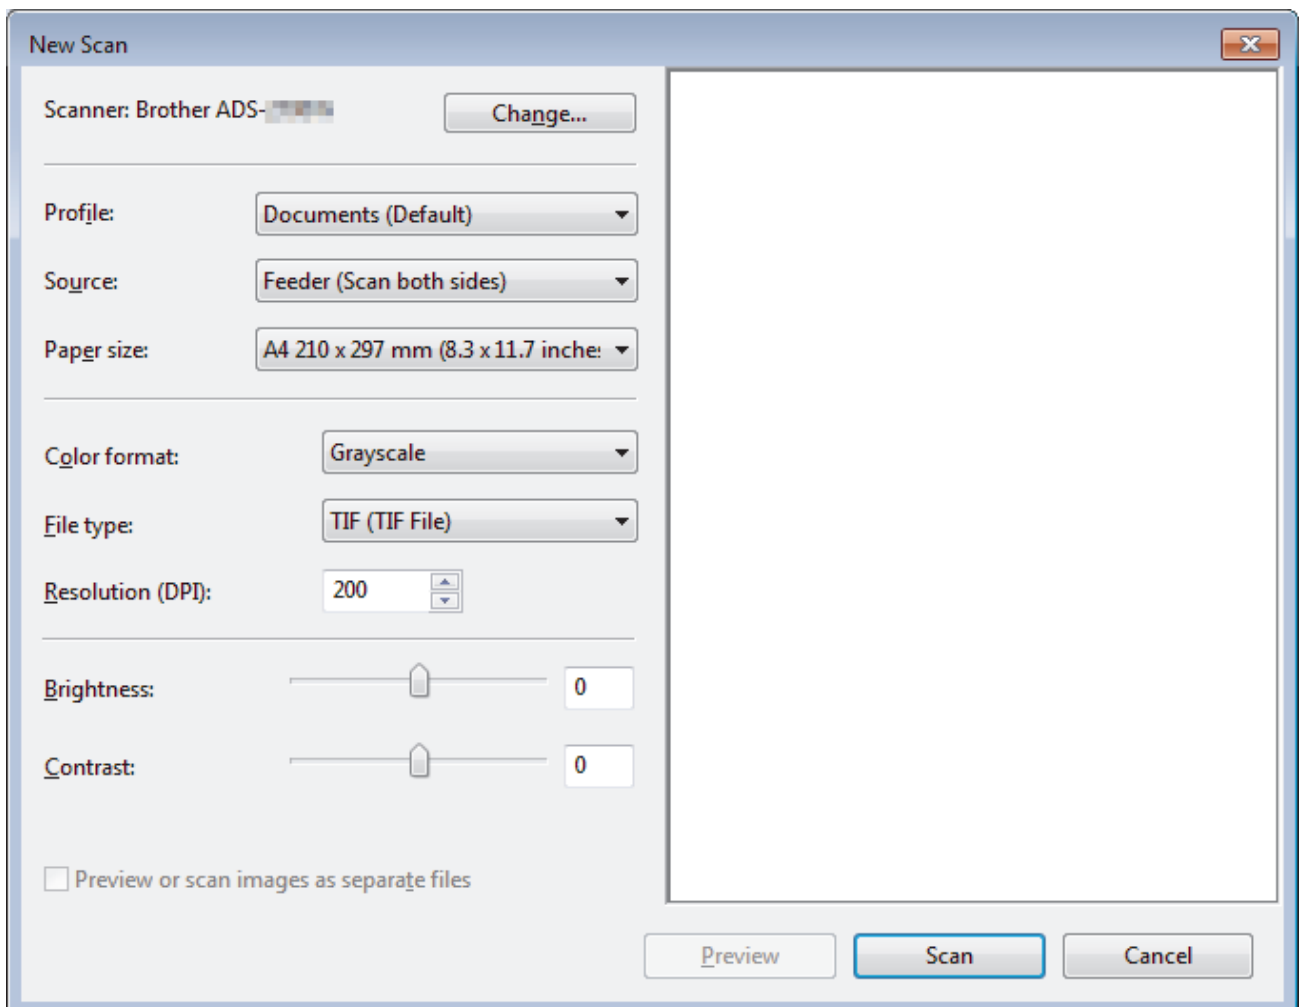 New Scan
Scanner: Brother ADS-
Change...
Profile: Documents (Default)
Source: Feeder (Scan both sides)
Paper size: A4 210 x 297 mm (8.3 x 11.7 inche
Color format: Grayscale
File type: TIF (TIF File)
Resolution (DPI): 200
Brightness: 0
Contrast: 0
Preview or scan images as separate files
Preview Scan Cancel